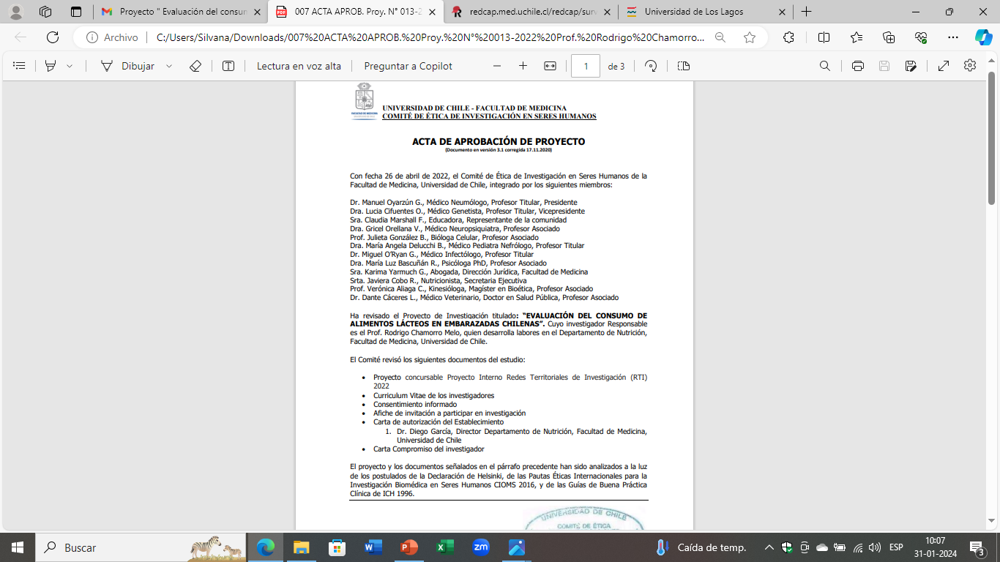 Proyecto " Evaluación del consum
007 ACTA APROB. Proy. N° 013-2
redcap.med.uchile.cl/redcap/surv
Universidad de Los Lagos
Archivo
C:/Users/Silvana/Downloads/007%20ACTA%20APROB.%20Proy.%20N°%20013-2022%20Prof.%20Rodrigo%20Chamorro...
Dibujar
Lectura en voz alta
Preguntar a Copilot
1
de 3
UNIVERSIDAD DE CHILE - FACULTAD DE MEDICINA
COMITÉ DE ÉTICA DE INVESTIGACIÓN EN SERES HUMANOS
ACTA DE APROBACIÓN DE PROYECTO
(Documento en versión 3.1 corregida 17.11.2020)
Con fecha 26 de abril de 2022, el Comité de Ética de Investigación en Seres Humanos de la
Facultad de Medicina, Universidad de Chile, integrado por los siguientes miembros:
Dr. Manuel Oyarzún G., Médico Neumólogo, Profesor Titular, Presidente
Dra. Lucia Cifuentes O., Médico Genetista, Profesor Titular, Vicepresidente
Sra. Claudia Marshall F., Educadora, Representante de la comunidad
Dra. Gricel Orellana V., Médico Neuropsiquiatra, Profesor Asociado
Prof. Julieta González B., Bióloga Celular, Profesor Asociado
Dra. María Angela Delucchi B., Médico Pediatra Nefrólogo, Profesor Titular
Dr. Miguel O'Ryan G., Médico Infectólogo, Profesor Titular
Dra. María Luz Bascuñán R., Psicóloga PhD, Profesor Asociado
Sra. Karima Yarmuch G., Abogada, Dirección Jurídica, Facultad de Medicina
Srta. Javiera Cobo R., Nutricionista, Secretaria Ejecutiva
Prof. Verónica Aliaga C., Kinesióloga, Magíster en Bioética, Profesor Asociado
Dr. Dante Cáceres L., Médico Veterinario, Doctor en Salud Pública, Profesor Asociado
Ha revisado el Proyecto de Investigación titulado: "EVALUACIÓN DEL CONSUMO DE
ALIMENTOS LÁCTEOS EN EMBARAZADAS CHILENAS". Cuyo investigador Responsable
es el Prof. Rodrigo Chamorro Melo, quien desarrolla labores en el Departamento de Nutrición,
Facultad de Medicina, Universidad de Chile.
El Comité revisó los siguientes documentos del estudio:
• Proyecto concursable Proyecto Interno Redes Territoriales de Investigación (RTI)
2022
• Curriculum Vitae de los investigadores
• Consentimiento informado
• Afiche de invitación a participar en investigación
• Carta de autorización del Establecimiento
1. Dr. Diego García, Director Departamento de Nutrición, Facultad de Medicina,
Universidad de Chile
• Carta Compromiso del investigador
El proyecto y los documentos señalados en el párrafo precedente han sido analizados a la luz
de los postulados de la Declaración de Helsinki, de las Pautas Éticas Internacionales para la
Investigación Biomédica en Seres Humanos CIOMS 2016, y de las Guías de Buena Práctica
Clínica de ICH 1996.
UNIVERSIDAD DE CHILE
COMITÉ DE ÉTICA
Buscar
Caída de temp.
ESP
10:07
31-01-2024
3